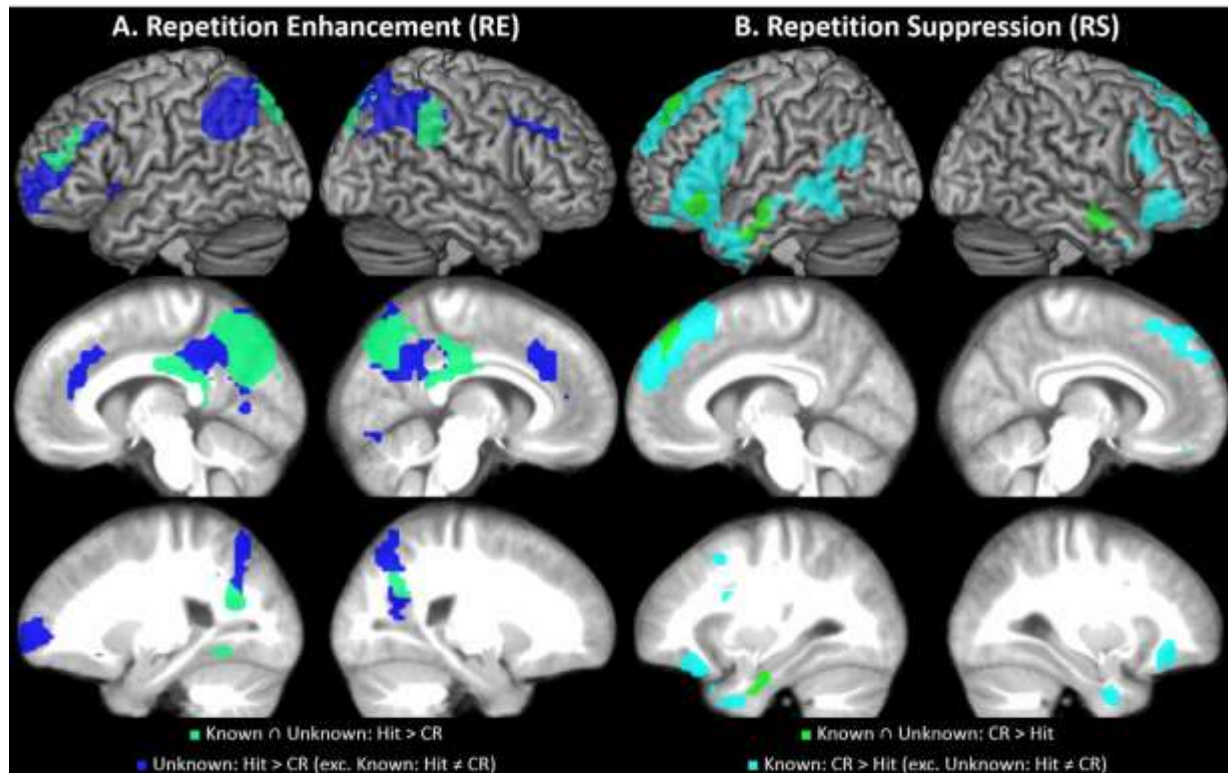 A. Repetition Enhancement (RE)
B. Repetition Suppression (RS)
Known ∩ Unknown: Hit > CR
Known ∩ Unknown: CR > Hit
Unknown: Hit > CR (exc. Known: Hit ≠ CR)
Known: CR > Hit (exc. Unknown: Hit ≠ CR)